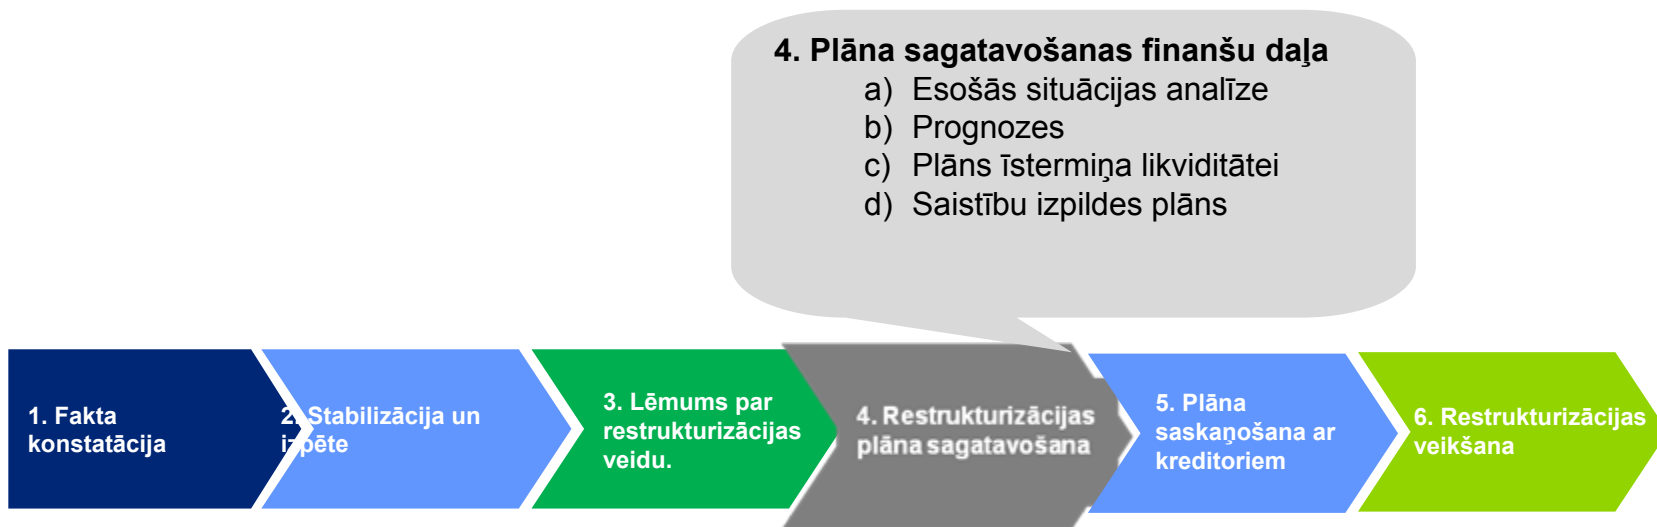 4. Plāna sagatavošanas finanšu daļa
a) Esošās situācijas analīze
b) Prognozes
c) Plāns īstermiņa likviditātei
d) Saistību izpildes plāns
1. Fakta
konstatācija
2. Stabilizācija un
izpēte
3. Lēmums par
restrukturizācijas
veidu.
4. Restrukturizācijas
plāna sagatavošana
5. Plāna
saskaņošana ar
kreditoriem
6. Restrukturizācijas
veikšana